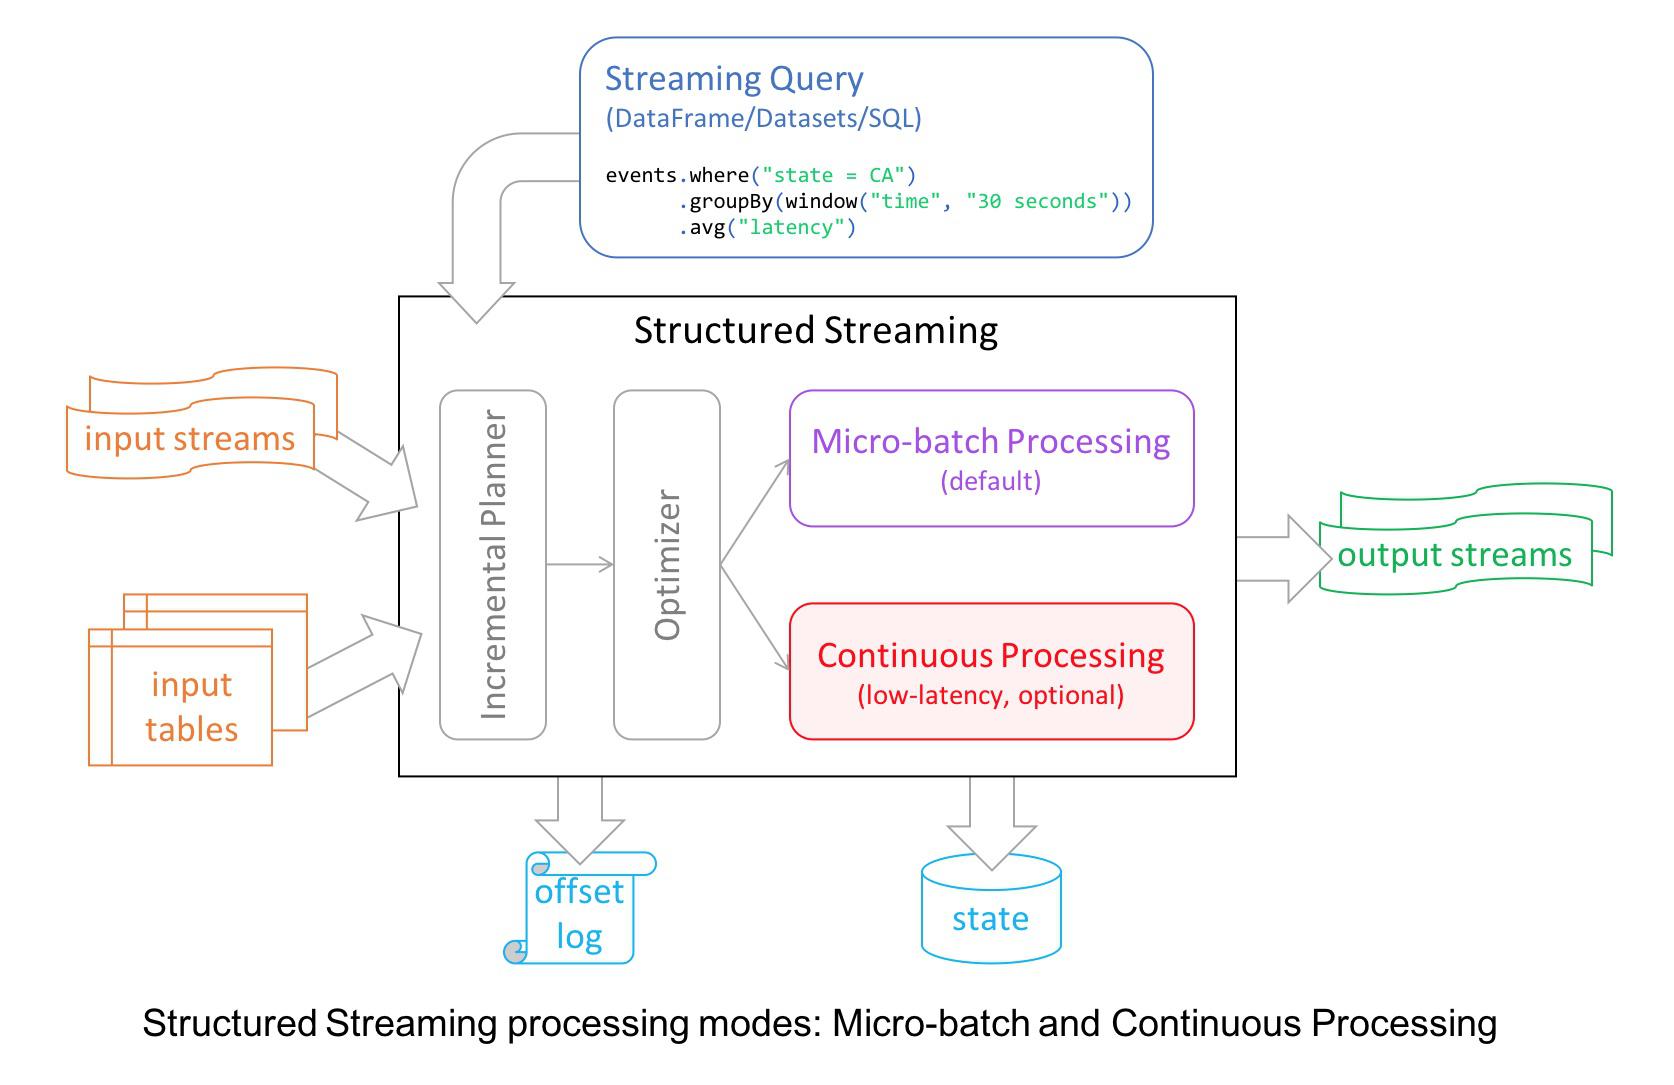 Streaming Query
(DataFrame/Datasets/SQL)
events.where("state = CA")
.groupBy(window("time", "30 seconds"))
.avg("latency")
Structured Streaming
input streams
input
tables
Incremental Planner
Optimizer
Micro-batch Processing
(default)
Continuous Processing
(low-latency, optional)
output streams
offset
log
state
Structured Streaming processing modes: Micro-batch and Continuous Processing